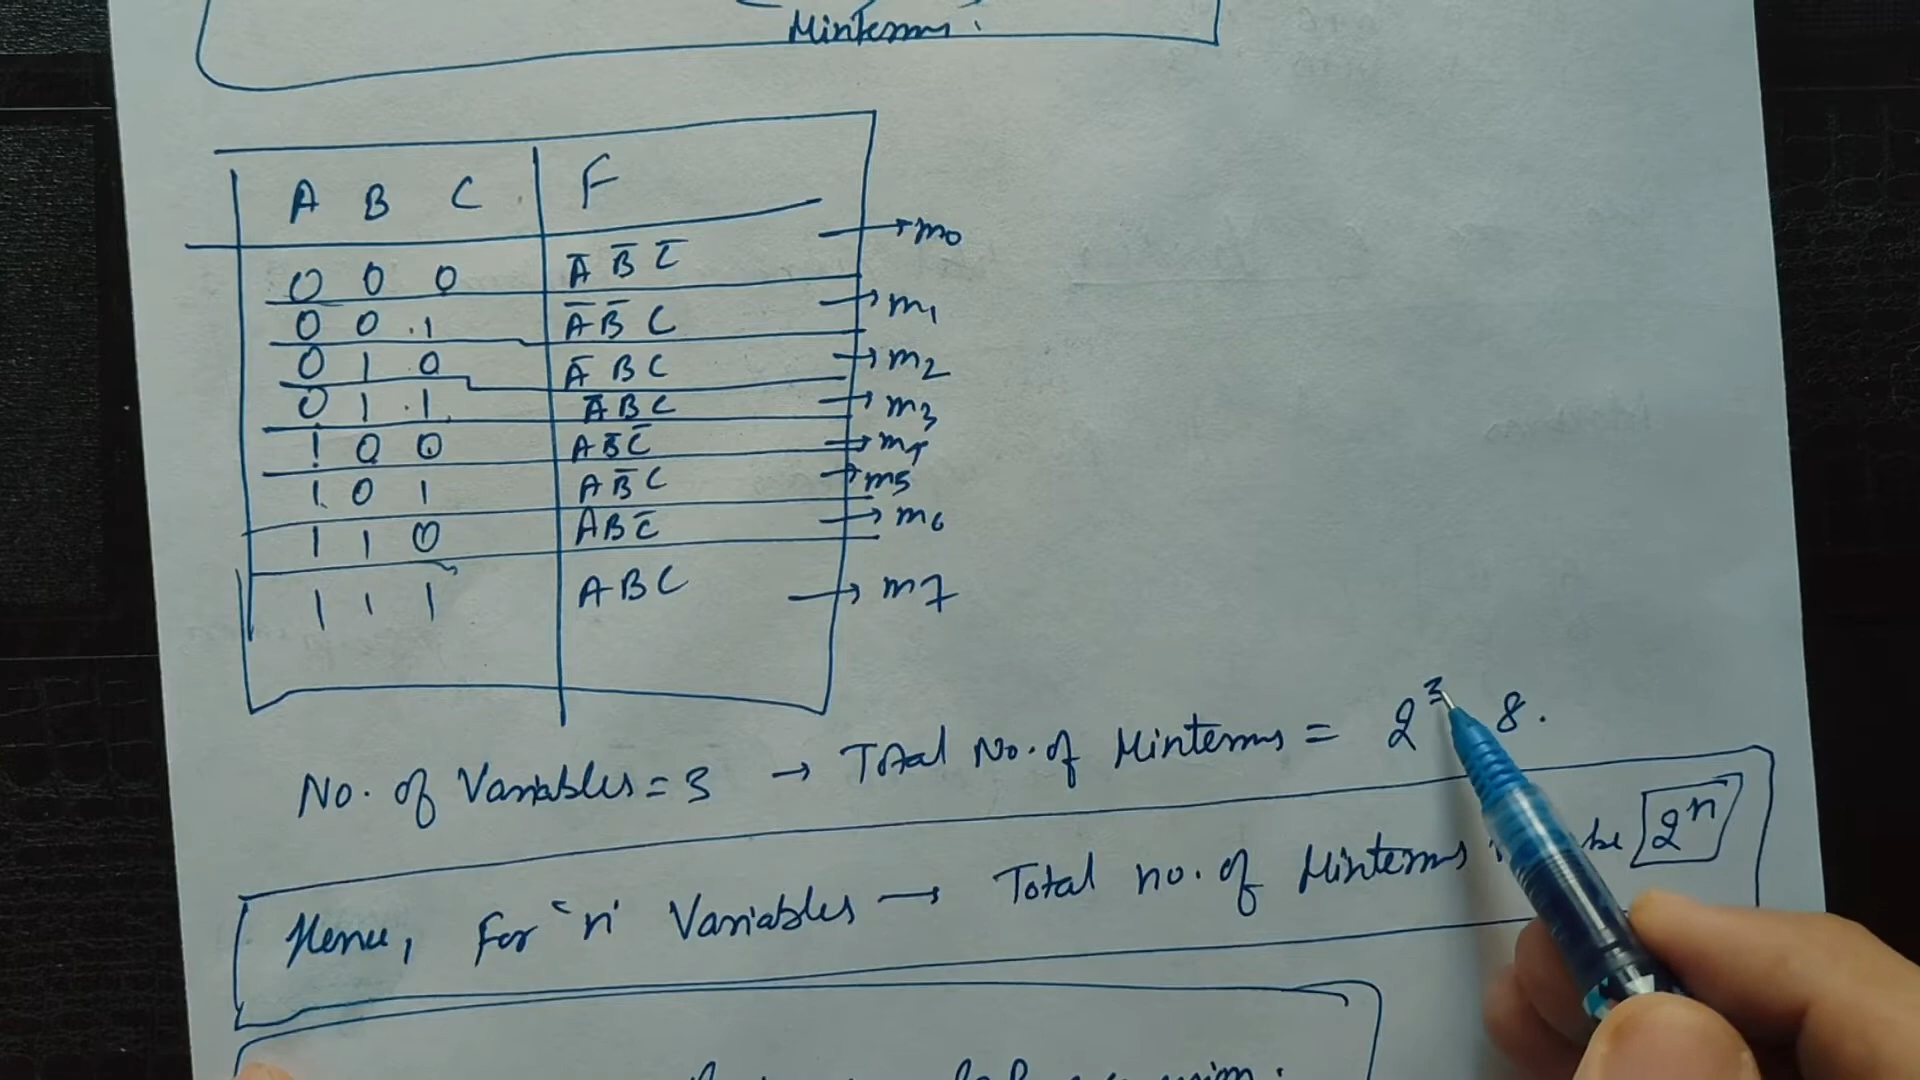 Minterms.
A B C F
0 0 0 A̅ B̅ C̅ → m0
0 0 1 A̅ B̅ C → m1
0 1 0 A̅ B C → m2
0 1 1 A̅ B C → m3
1 0 0 A B̅ C̅ → m4
1 0 1 A B̅ C → m5
1 1 0 A B C̅ → m6
1 1 1 A B C → m7
No. of Variables = 3 → Total No. of Minterms = 2³ 8.
Hence, For 'n' Variables → Total no. of Minterms be 2ⁿ